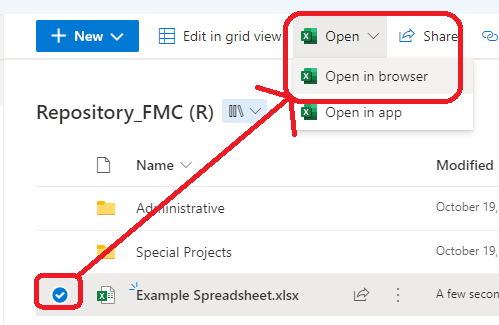 + New Edit in grid view Open Share
Open in browser
Repository_FMC (R)
Open in app
Name Modified
Administrative October 19,
Special Projects October 19,
Example Spreadsheet.xlsx A few secon